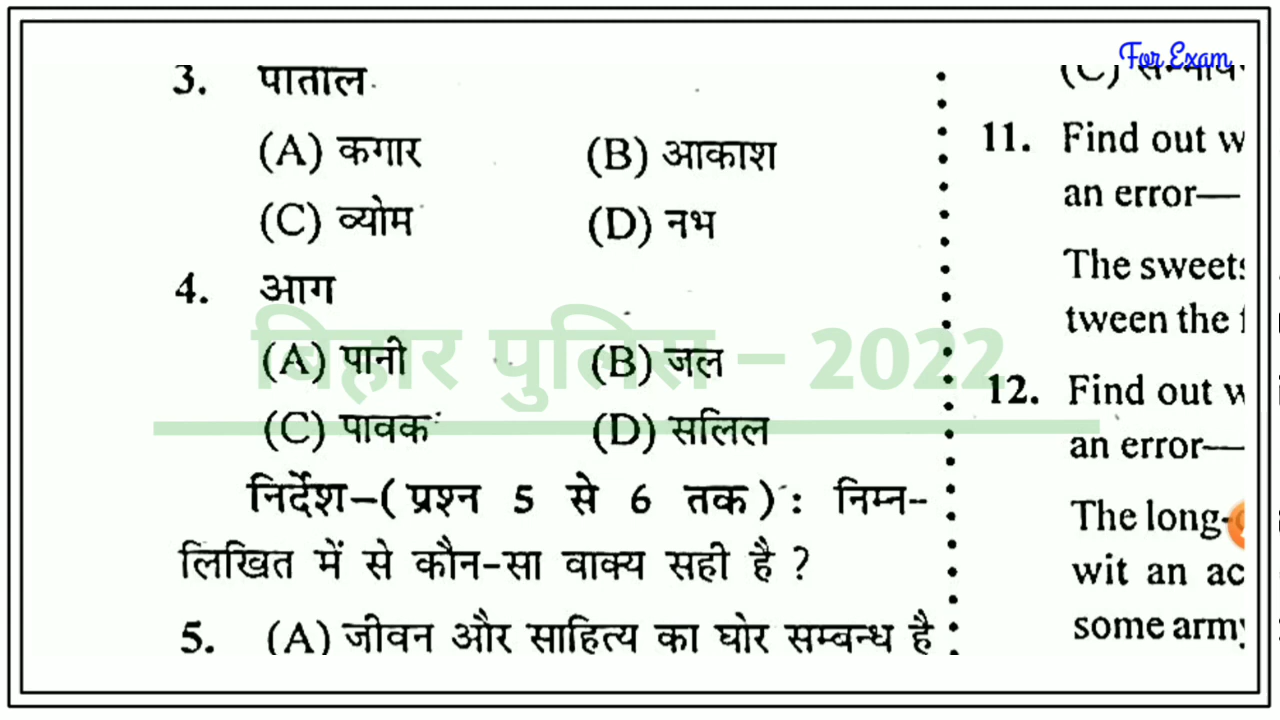 For Exam
3. पाताल
(A) कगार (B) आकाश
(C) व्योम (D) नभ
4. आग
(A) पानी (B) जल
(C) पावक (D) सलिल
निर्देश–( प्रश्न 5 से 6 तक ) : निम्न-
लिखित में से कौन-सा वाक्य सही है ?
5. (A) जीवन और साहित्य का घोर सम्बन्ध है
बिहार पुलिस – 2022
11. Find out w
an error—
The sweets
tween the f
12. Find out w
an error—
The long-
wit an ac
some army